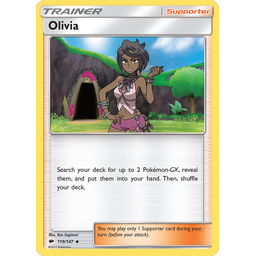 TRAINER Supporter
Olivia
Illus. Ken Sugimori
Search your deck for up to 2 Pokémon-GX, reveal
them, and put them into your hand. Then, shuffle
your deck.
119/147
You may play only 1 Supporter card during your
turn (before your attack).